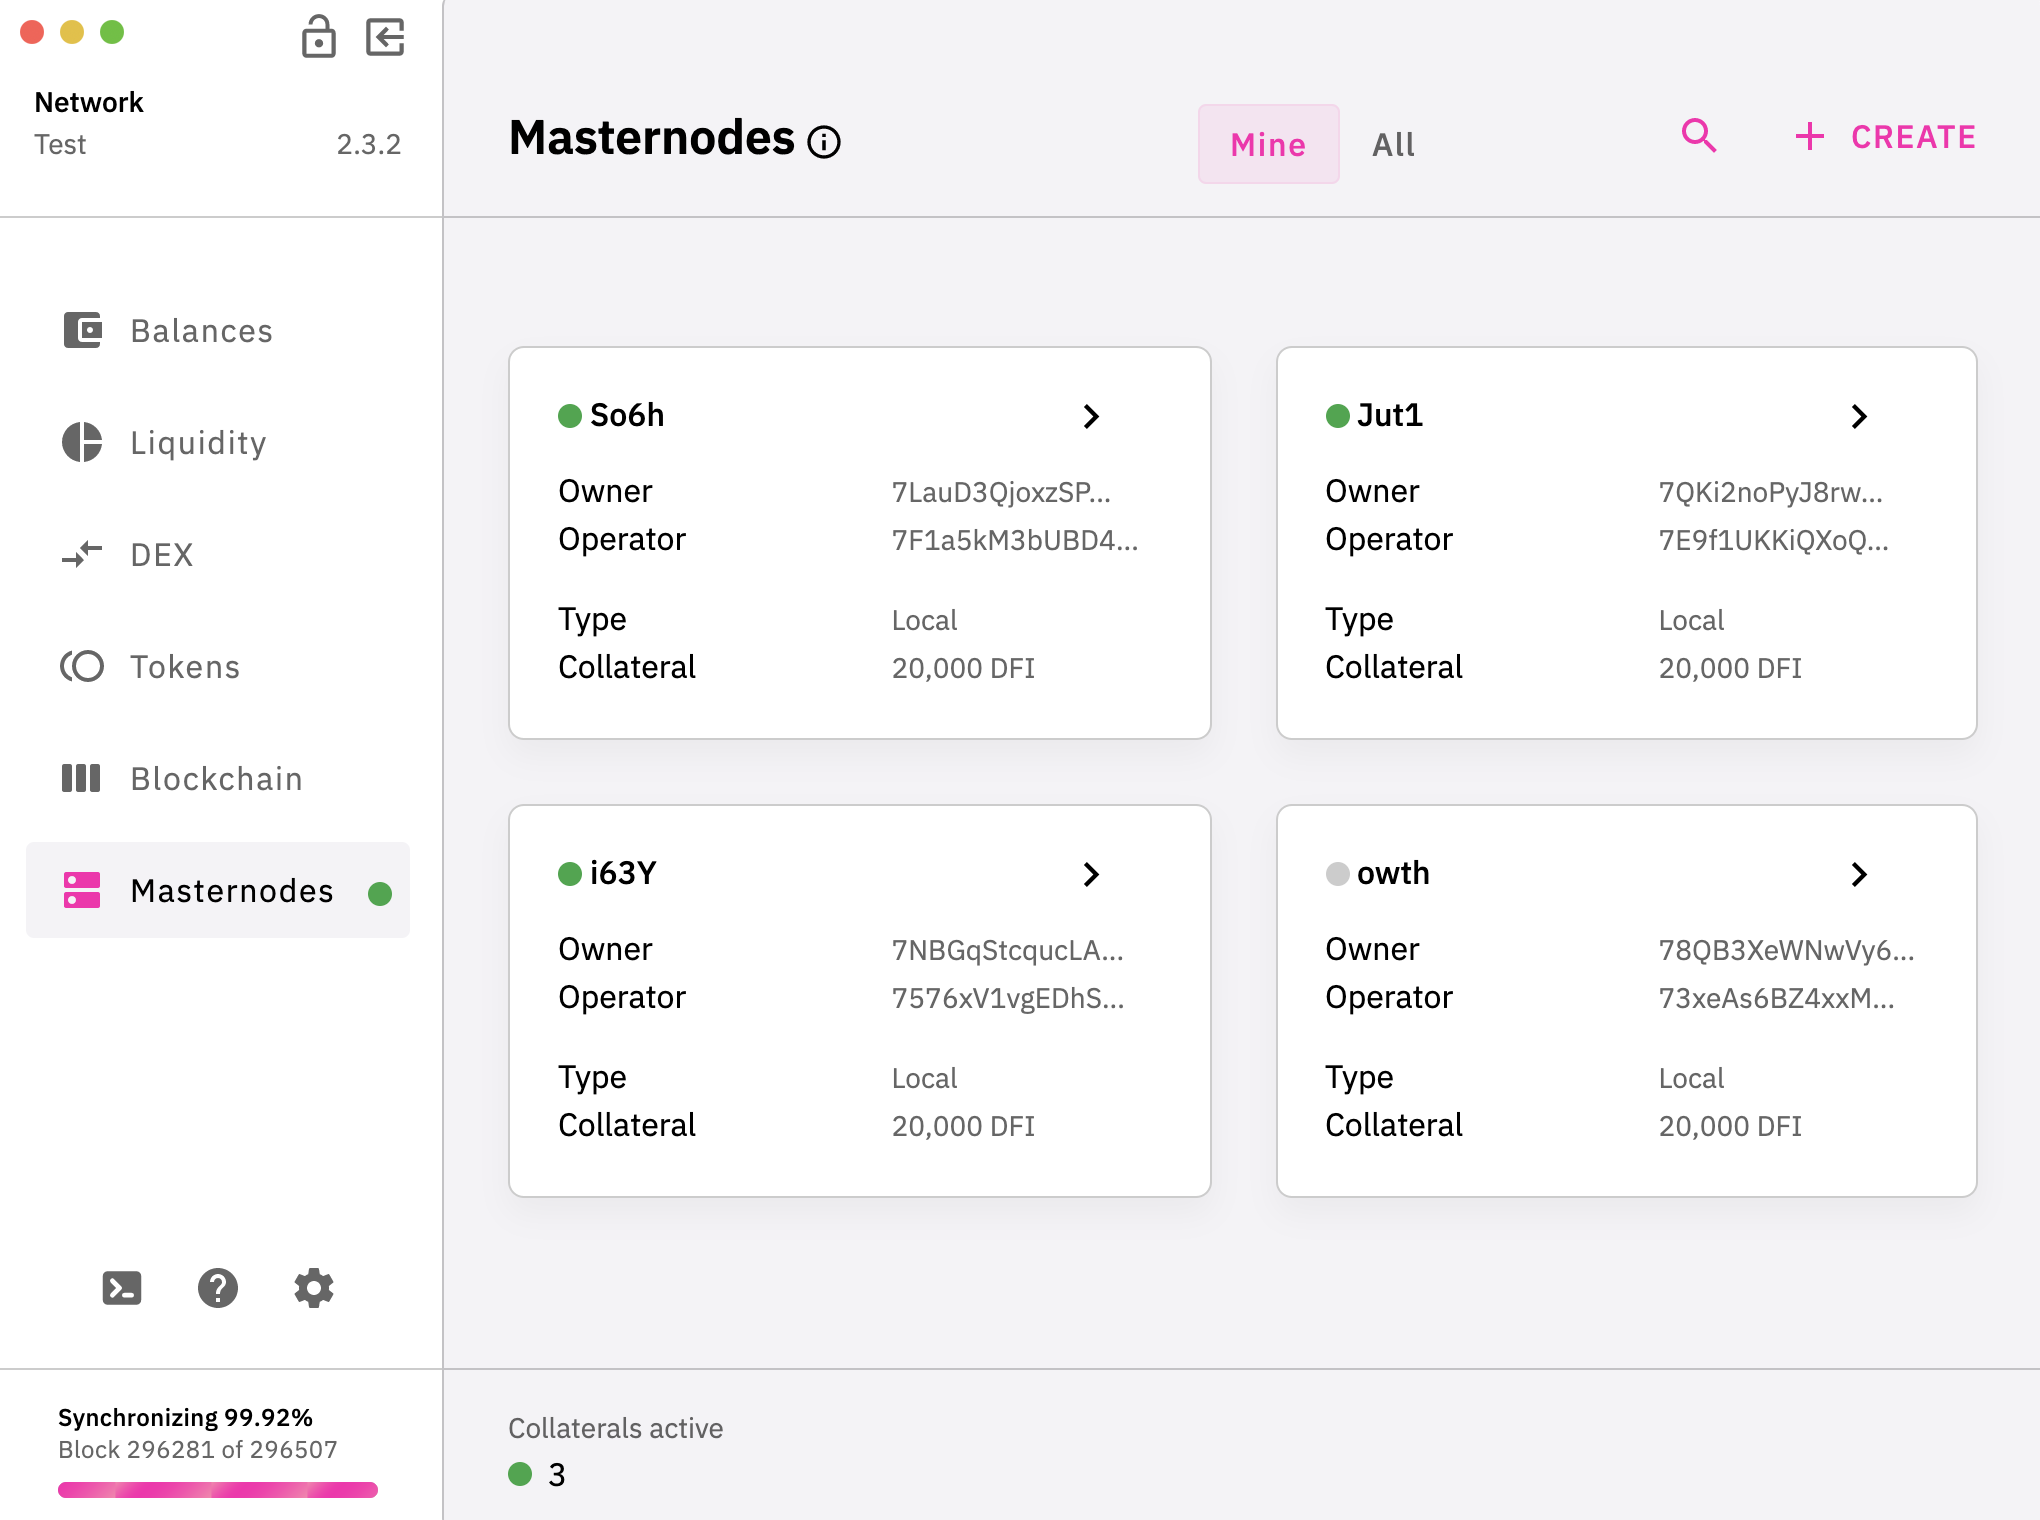 Network
Test 2.3.2
Balances
Liquidity
DEX
Tokens
Blockchain
Masternodes
Synchronizing 99.92%
Block 296281 of 296507
Masternodes
Mine All
CREATE
So6h
Owner 7LauD3QjoxzSP...
Operator 7F1a5kM3bUBD4...
Type Local
Collateral 20,000 DFI
Jut1
Owner 7QKi2noPyJ8rw...
Operator 7E9f1UKKiQXoQ...
Type Local
Collateral 20,000 DFI
i63Y
Owner 7NBGqStcqucLA...
Operator 7576xV1vgEDhS...
Type Local
Collateral 20,000 DFI
owth
Owner 78QB3XeWNwVy6...
Operator 73xeAs6BZ4xxM...
Type Local
Collateral 20,000 DFI
Collaterals active
3